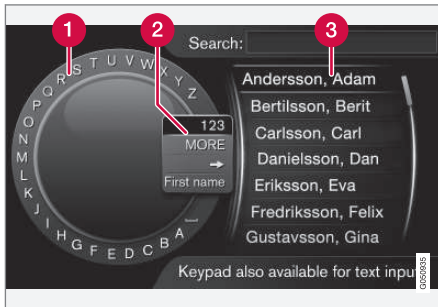 1
2
3
Search:
A B C D E F G H I J K L M N O P Q R S T U V W X Y Z
123
MORE
➞
First name
Andersson, Adam
Bertilsson, Berit
Carlsson, Carl
Danielsson, Dan
Eriksson, Eva
Fredriksson, Felix
Gustavsson, Gina
Keypad also available for text input
G050935